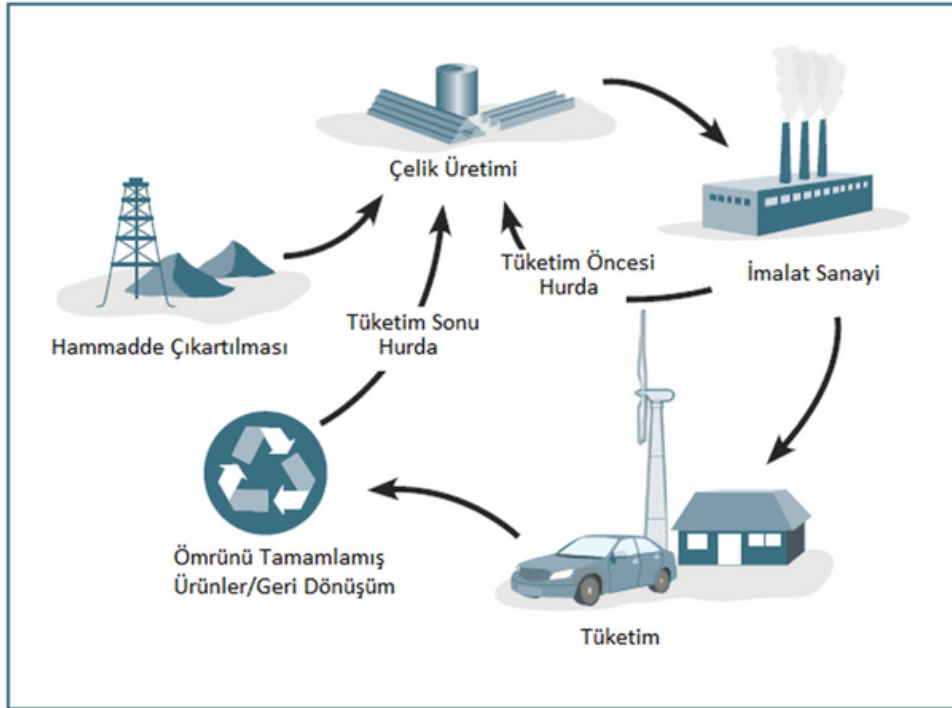 Çelik Üretimi
Tüketim Öncesi
Hurda
İmalat Sanayi
Tüketim Sonu
Hurda
Hammadde Çıkartılması
Ömrünü Tamamlamış
Ürünler/Geri Dönüşüm
Tüketim